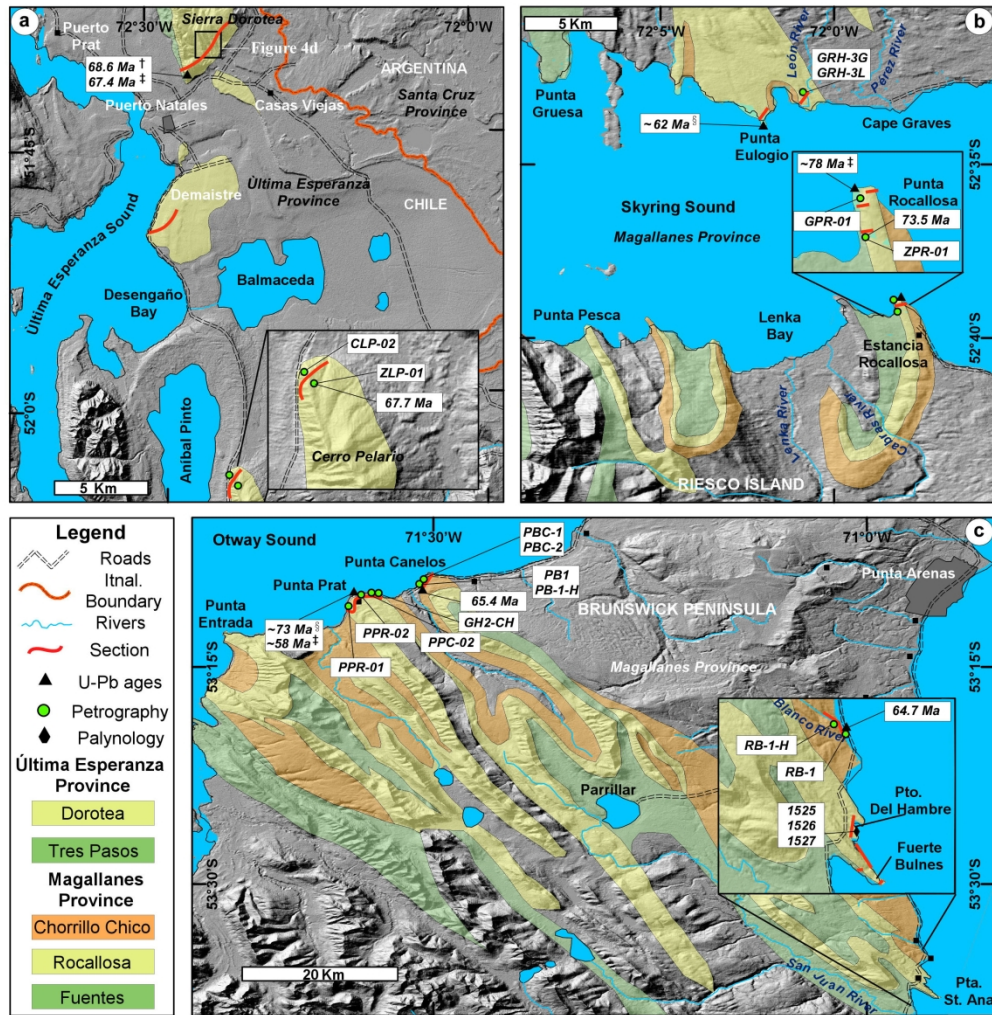 a
72°30'W
Sierra Dorotea
72°0'W
Puerto
Prat
Figure 4d
68.6 Ma †
67.4 Ma ‡
ARGENTINA
Santa Cruz
Province
Puerto Natales
Casas Viejas
51°45'S
Última Esperanza
Province
Demaistre
CHILE
Última Esperanza Sound
Balmaceda
Desengaño
Bay
CLP-02
ZLP-01
67.7 Ma
Cerro Pelario
52°0'S
Aníbal Pinto
5 Km
b
5 Km
72°0'W
León River
Pérez River
GRH-3G
GRH-3L
Punta
Gruesa
~62 Ma §
Punta
Eulogio
Cape Graves
52°35'S
~78 Ma ‡
Punta
Rocallosa
GPR-01
73.5 Ma
ZPR-01
Skyring Sound
Magallanes Province
Punta Pesca
Lenka
Bay
Estancia
Rocallosa
52°40'S
Lenka River
Cabras River
RIESCO ISLAND
Legend
Roads
Itnal.
Boundary
Rivers
Section
U-Pb ages
Petrography
Palynology
Última Esperanza
Province
Dorotea
Tres Pasos
Magallanes
Province
Chorrillo Chico
Rocallosa
Fuentes
c
Otway Sound
71°30'W
71°0'W
PBC-1
PBC-2
Punta Canelos
Punta Prat
PB1
PB-1-H
Punta Arenas
Punta
Entrada
65.4 Ma
BRUNSWICK PENINSULA
~73 Ma §
~58 Ma ‡
PPR-02
GH2-CH
PPC-02
PPR-01
Magallanes Province
53°15'S
Blanco River
64.7 Ma
RB-1-H
RB-1
Pto.
Del Hambre
1525
1526
1527
Fuerte
Bulnes
Parrillar
53°30'S
20 Km
San Juan River
Pta.
St. Ana